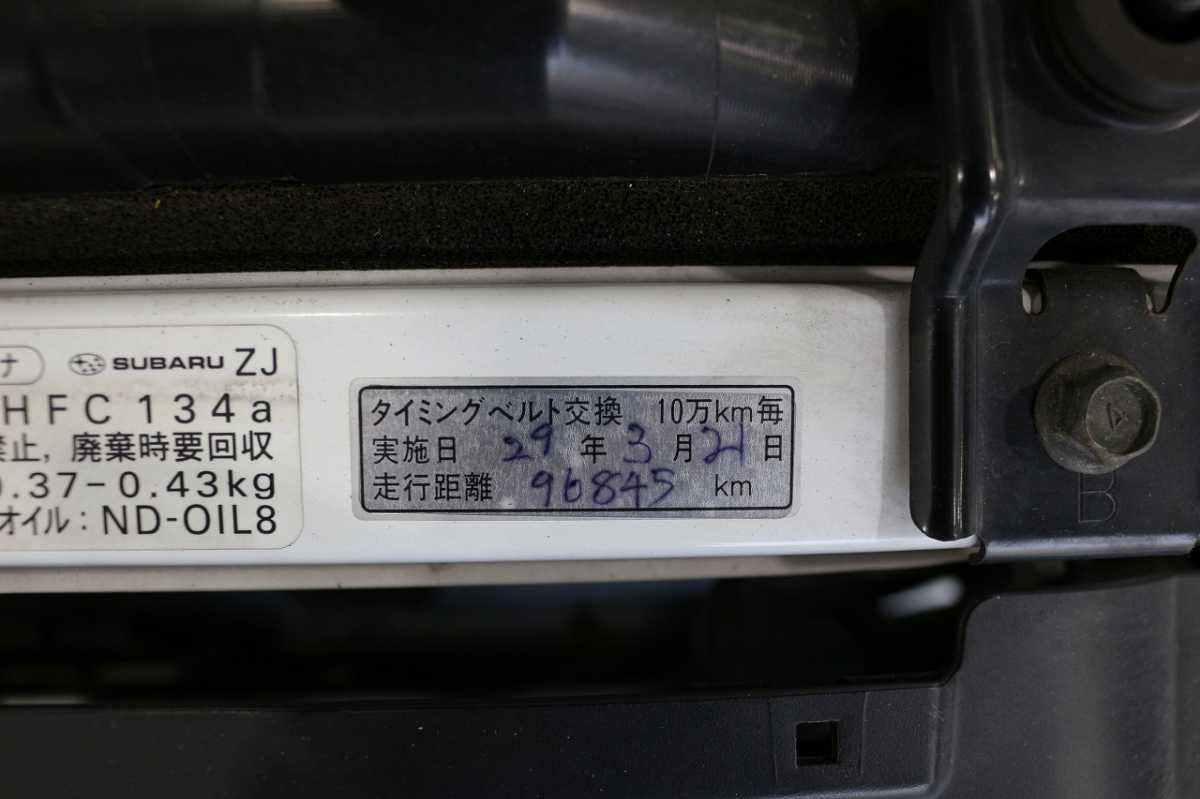 ナ SUBARU ZJ
HFC134a
禁止, 廃棄時要回収
0.37-0.43kg
オイル:ND-OIL8
タイミングベルト交換 10万km毎
実施日 29 年 3 月 21 日
走行距離 96845 km
4
B